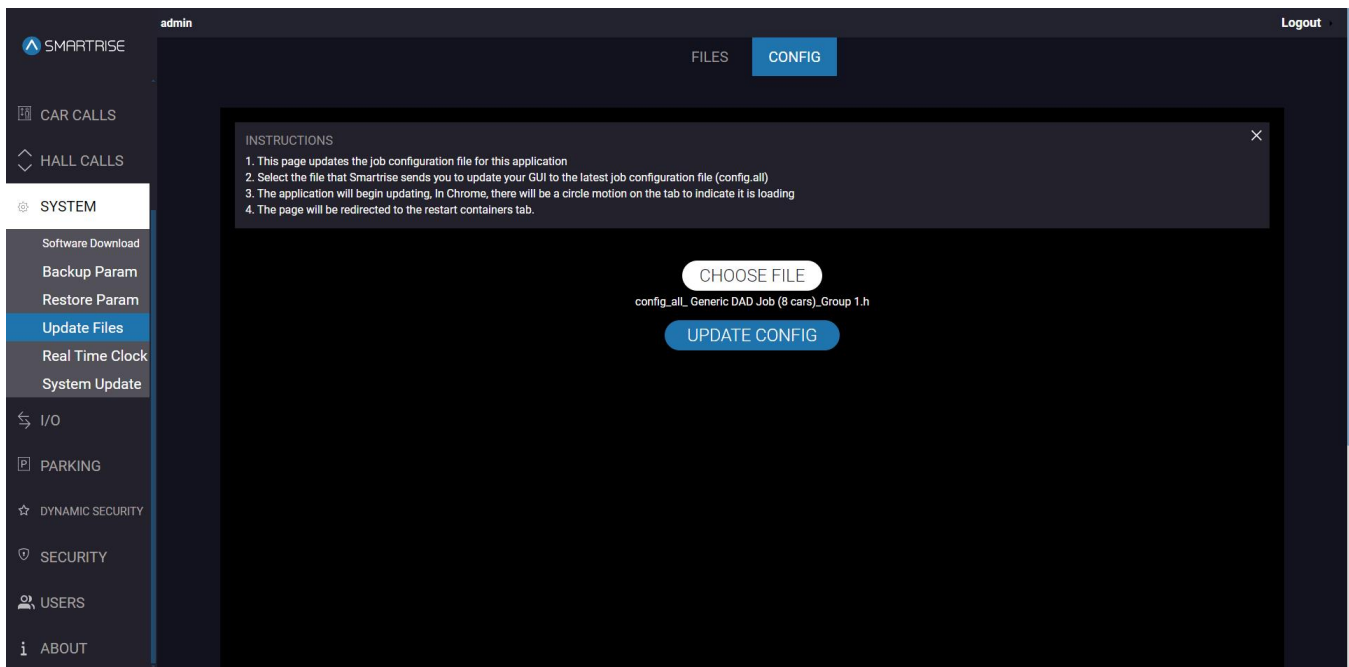 admin
Logout
SMARTRISE
FILES
CONFIG
CAR CALLS
HALL CALLS
SYSTEM
Software Download
Backup Param
Restore Param
Update Files
Real Time Clock
System Update
I/O
P PARKING
DYNAMIC SECURITY
SECURITY
USERS
i ABOUT
INSTRUCTIONS
1. This page updates the job configuration file for this application
2. Select the file that Smartrise sends you to update your GUI to the latest job configuration file (config.all)
3. The application will begin updating, In Chrome, there will be a circle motion on the tab to indicate it is loading
4. The page will be redirected to the restart containers tab.
CHOOSE FILE
config_all_ Generic DAD Job (8 cars)_Group 1.h
UPDATE CONFIG